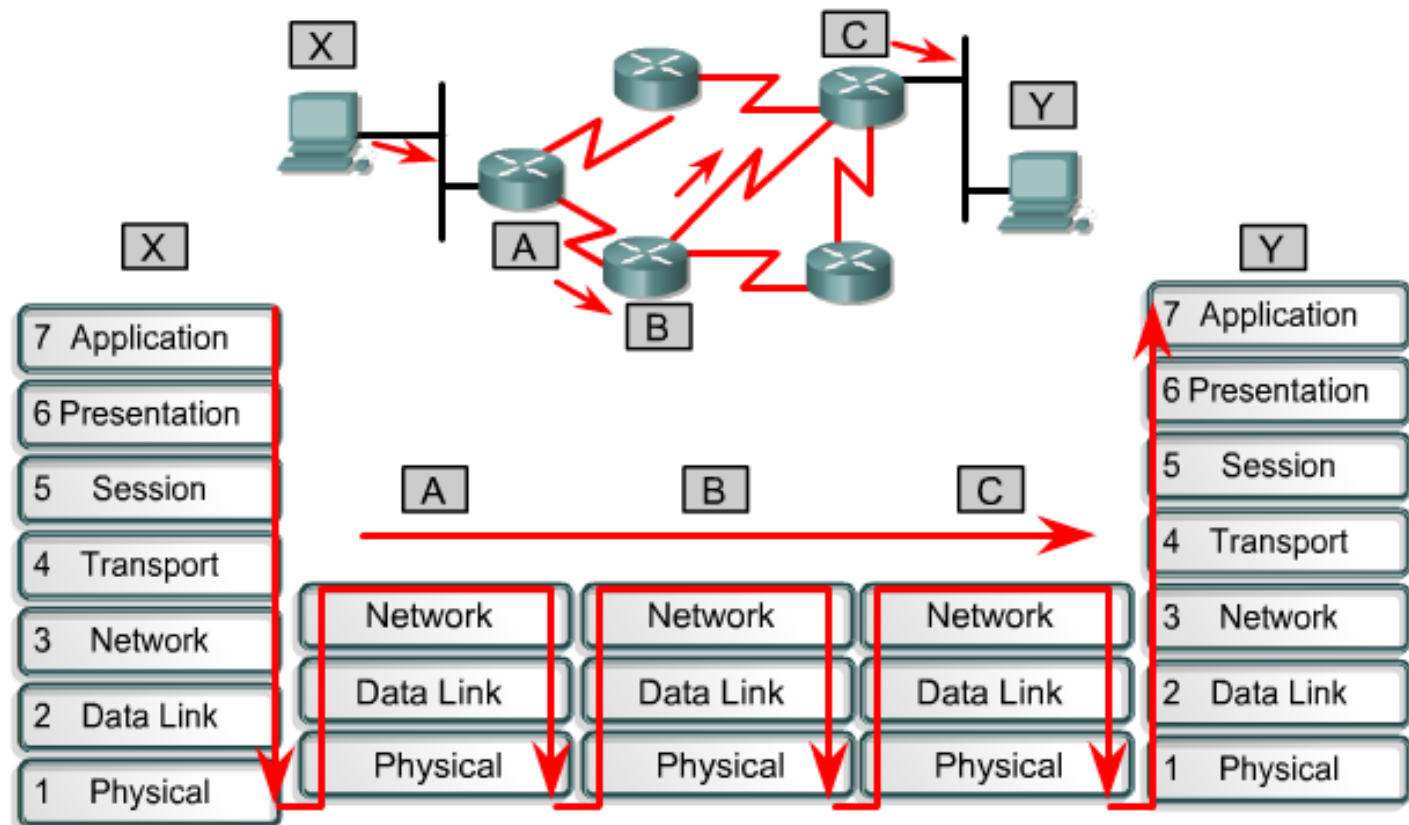 X
C
Y
A
B
X
7 Application
6 Presentation
5 Session
4 Transport
3 Network
2 Data Link
1 Physical
A
Network
Data Link
Physical
B
Network
Data Link
Physical
C
Network
Data Link
Physical
Y
7 Application
6 Presentation
5 Session
4 Transport
3 Network
2 Data Link
1 Physical